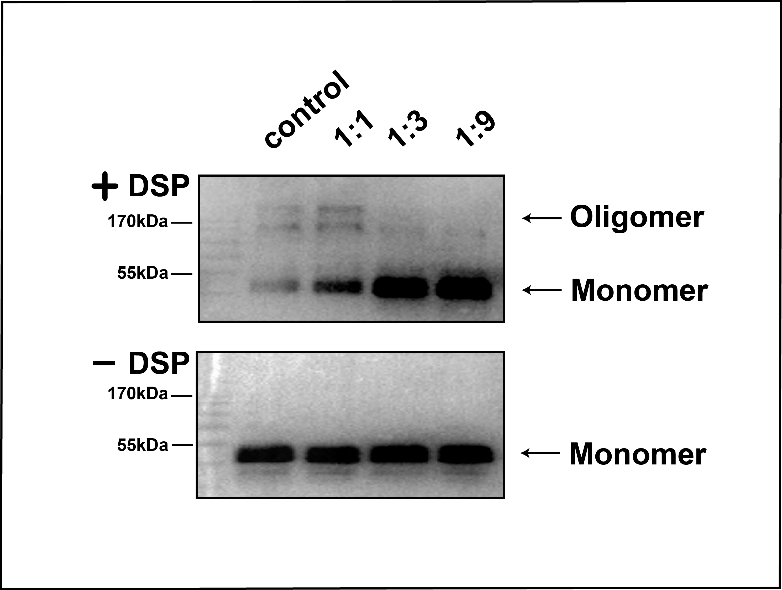 control 1:1 1:3 1:9
+ DSP
170kDa
Oligomer
55kDa
Monomer
− DSP
170kDa
55kDa
Monomer